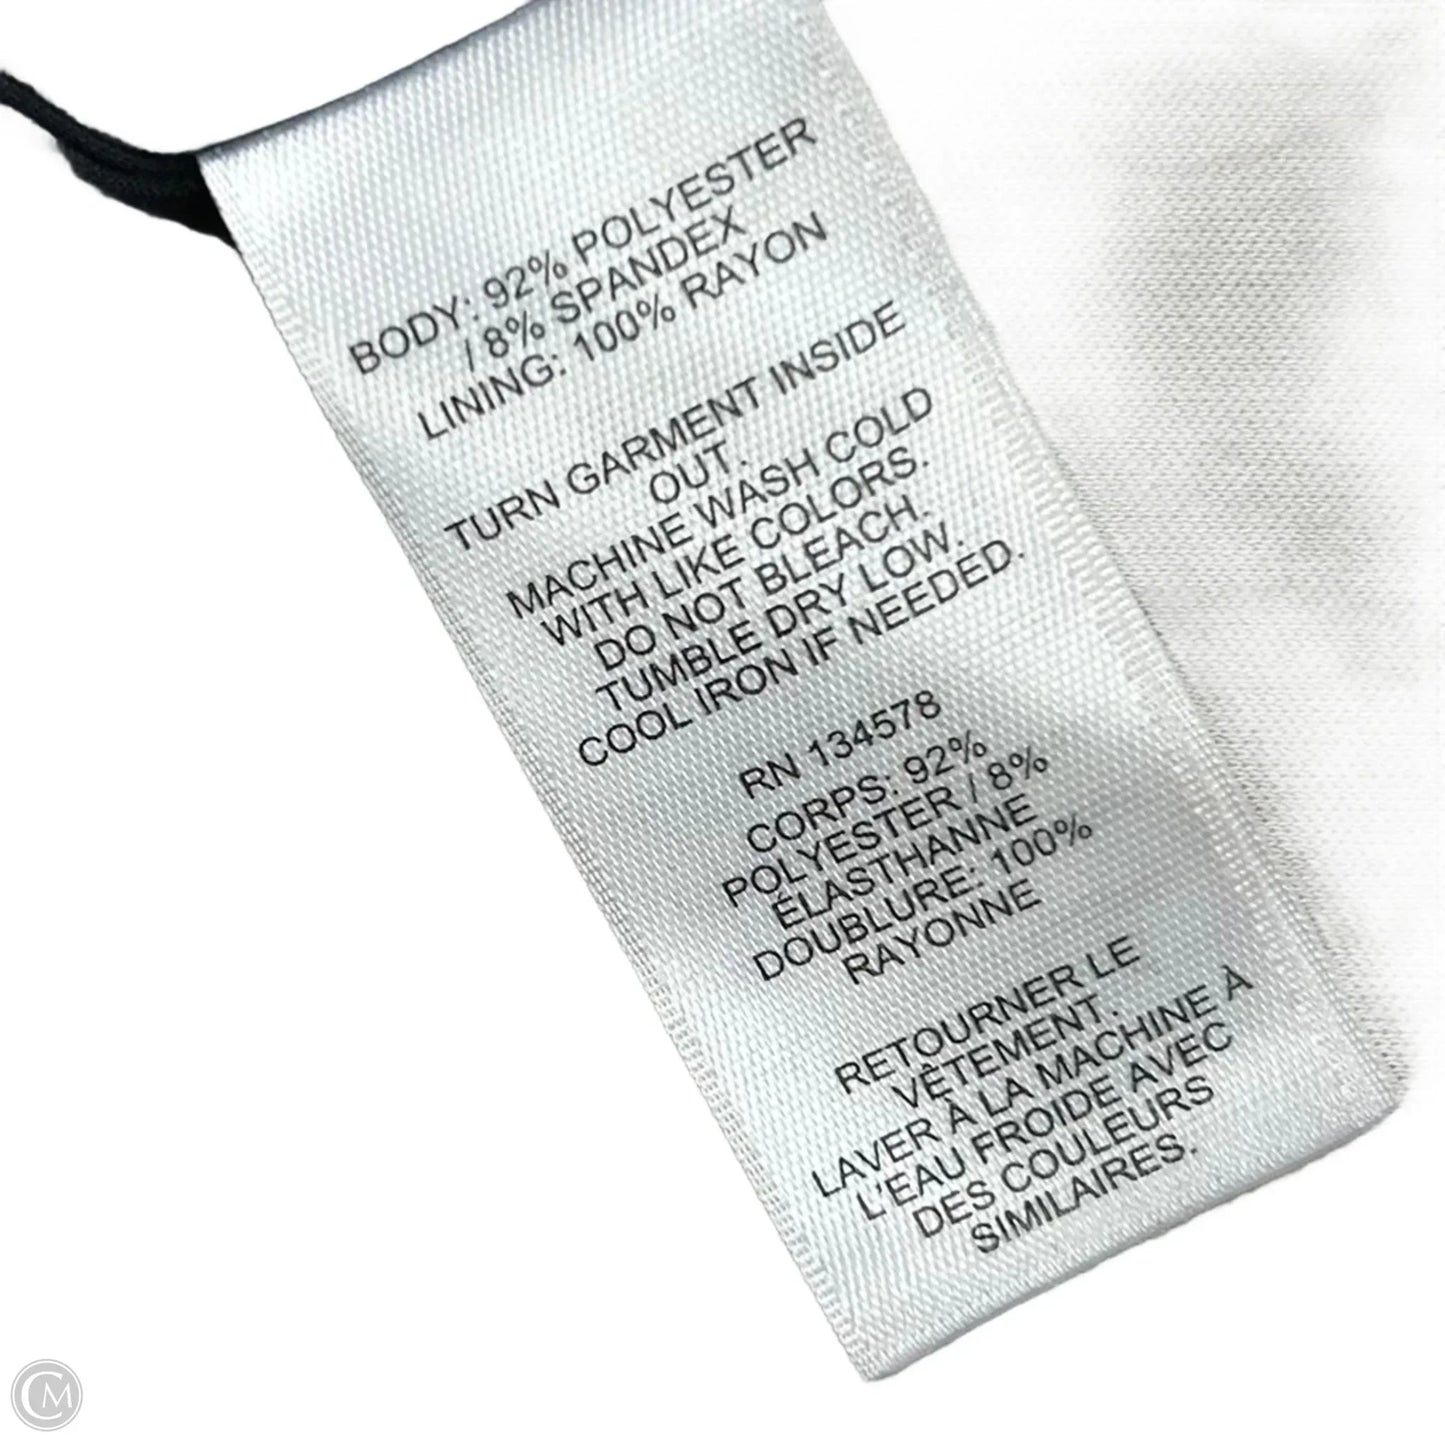 BODY: 92% POLYESTER
/ 8% SPANDEX
LINING: 100% RAYON
TURN GARMENT INSIDE
OUT.
MACHINE WASH COLD
WITH LIKE COLORS.
DO NOT BLEACH.
TUMBLE DRY LOW.
COOL IRON IF NEEDED.
RN 134578
CORPS: 92%
POLYESTER / 8%
ÉLASTHANNE
DOUBLURE: 100%
RAYONNE
RETOURNER LE
VÊTEMENT.
LAVER À LA MACHINE À
L'EAU FROIDE AVEC
DES COULEURS
SIMILAIRES.
CM